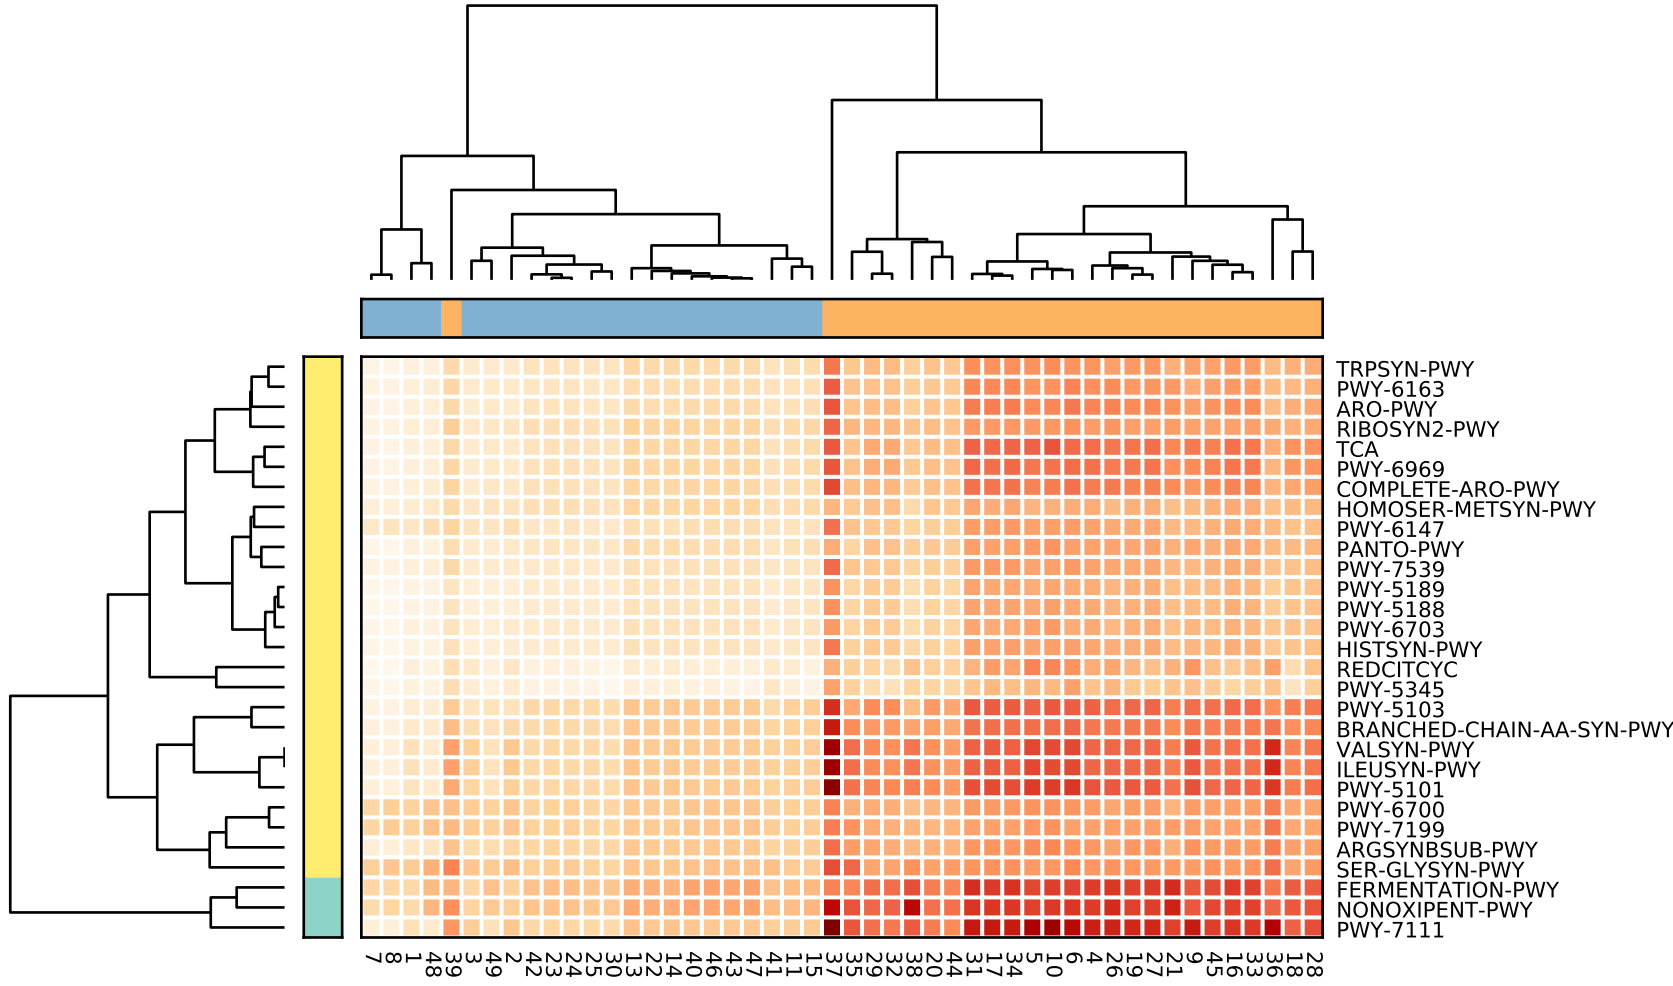 TRPSYN-PWY
PWY-6163
ARO-PWY
RIBOSYN2-PWY
TCA
PWY-6969
COMPLETE-ARO-PWY
HOMOSER-METSYN-PWY
PWY-6147
PANTO-PWY
PWY-7539
PWY-5189
PWY-5188
PWY-6703
HISTSYN-PWY
REDCITCYC
PWY-5345
PWY-5103
BRANCHED-CHAIN-AA-SYN-PWY
VALSYN-PWY
ILEUSYN-PWY
PWY-5101
PWY-6700
PWY-7199
ARGSYNBSUB-PWY
SER-GLYSYN-PWY
FERMENTATION-PWY
NONOXIPENT-PWY
PWY-7111
7 8 1 48 39 3 49 2 42 23 24 25 30 13 22 14 40 46 43 47 41 11 15 37 35 29 32 38 20 44 31 17 34 5 10 6 4 26 19 27 21 9 45 16 33 36 18 28